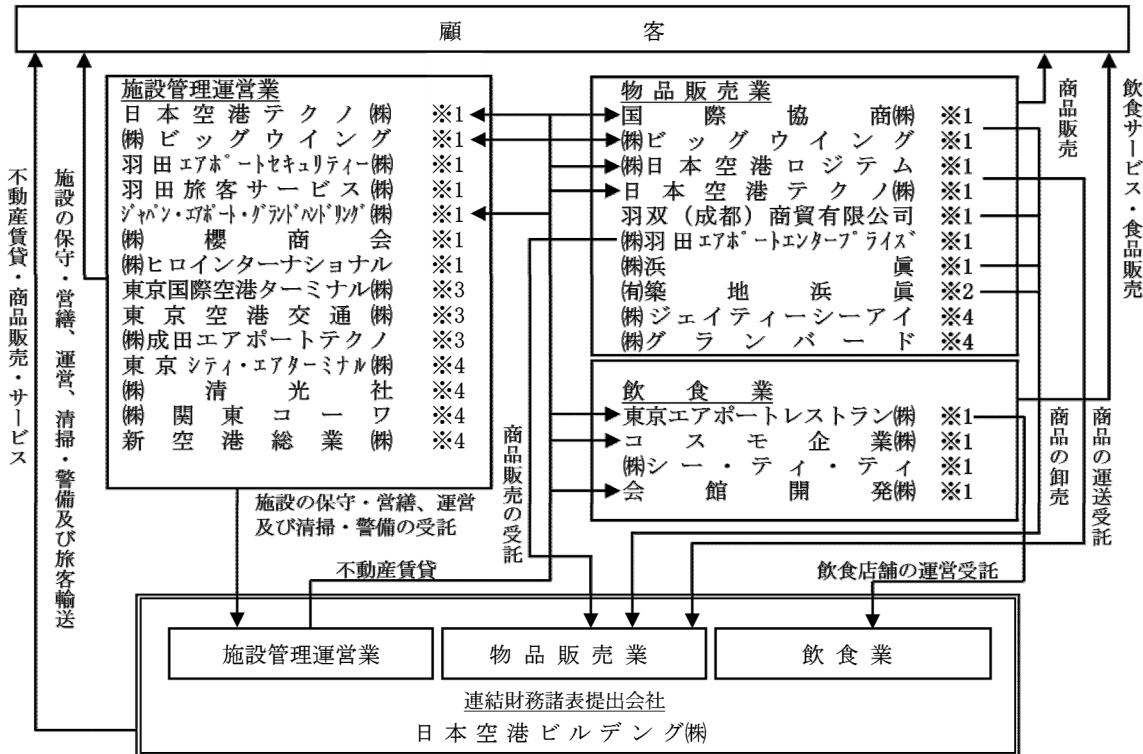 顧客
施設管理運営業
日本空港テクノ㈱ ※1
㈱ビッグウイング ※1
羽田エアポートセキュリティー㈱ ※1
羽田旅客サービス㈱ ※1
ジャパン・エアポート・グランドハンドリング㈱ ※1
㈱櫻商会 ※1
㈱ヒロインターナショナル ※1
東京国際空港ターミナル㈱ ※3
東京空港交通㈱ ※3
㈱成田エアポートテクノ ※3
東京シティ・エアターミナル㈱ ※4
㈱清光社 ※4
㈱関東コーワ ※4
新空港総業㈱ ※4
物品販売業
国際協商㈱ ※1
㈱ビッグウイング ※1
㈱日本空港ロジテム ※1
日本空港テクノ㈱ ※1
羽双（成都）商貿有限公司 ※1
㈱羽田エアポートエンタープライズ ※1
㈱浜眞 ※1
㈲築地浜眞 ※2
㈱ジェイティーシーアイ ※4
㈱グランバード ※4
飲食業
東京エアポートレストラン㈱ ※1
コスモ企業㈱ ※1
㈱シー・ティ・ティ ※1
会館開発㈱ ※1
商品販売
飲食サービス・食品販売
不動産賃貸・商品販売・サービス
施設の保守・営繕、運営、清掃・警備及び旅客輸送
商品販売の受託
商品の卸売
商品の運送受託
施設の保守・営繕、運営
及び清掃・警備の受託
不動産賃貸
飲食店舗の運営受託
施設管理運営業
物品販売業
飲食業
連結財務諸表提出会社
日本空港ビルデング㈱